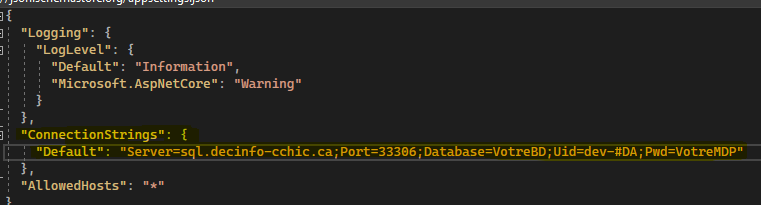 //json.schemastore.org/appsettings.json
{
"Logging": {
"LogLevel": {
"Default": "Information",
"Microsoft.AspNetCore": "Warning"
}
},
"ConnectionStrings": {
"Default": "Server=sql.decinfo-cchic.ca;Port=33306;Database=VotreBD;Uid=dev-#DA;Pwd=VotreMDP"
},
"AllowedHosts": "*"
}